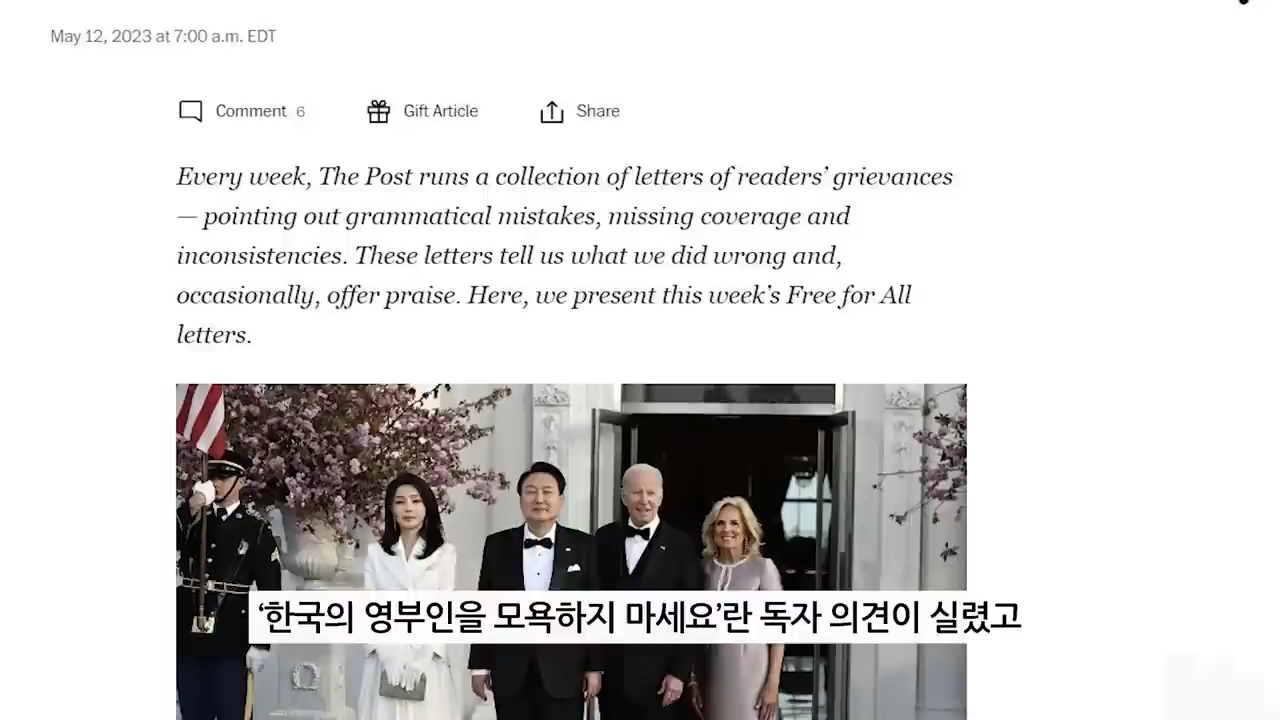 May 12, 2023 at 7:00 a.m. EDT
Comment 6
Gift Article
Share
Every week, The Post runs a collection of letters of readers’ grievances
— pointing out grammatical mistakes, missing coverage and
inconsistencies. These letters tell us what we did wrong and,
occasionally, offer praise. Here, we present this week’s Free for All
letters.
‘한국의 영부인을 모욕하지 마세요’란 독자 의견이 실렸고